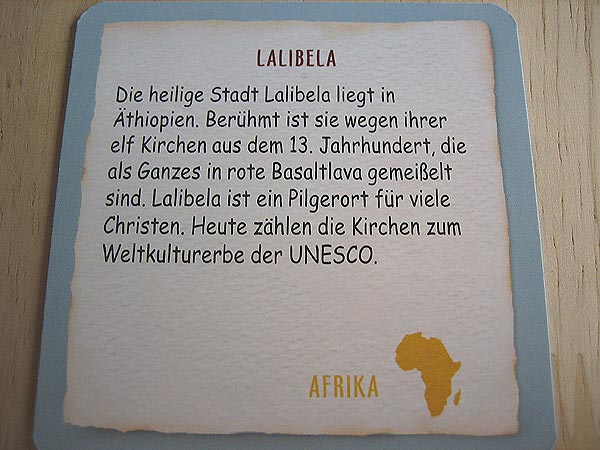 LALIBELA
Die heilige Stadt Lalibela liegt in
Äthiopien. Berühmt ist sie wegen ihrer
elf Kirchen aus dem 13. Jahrhundert, die
als Ganzes in rote Basaltlava gemeißelt
sind. Lalibela ist ein Pilgerort für viele
Christen. Heute zählen die Kirchen zum
Weltkulturerbe der UNESCO.
AFRIKA